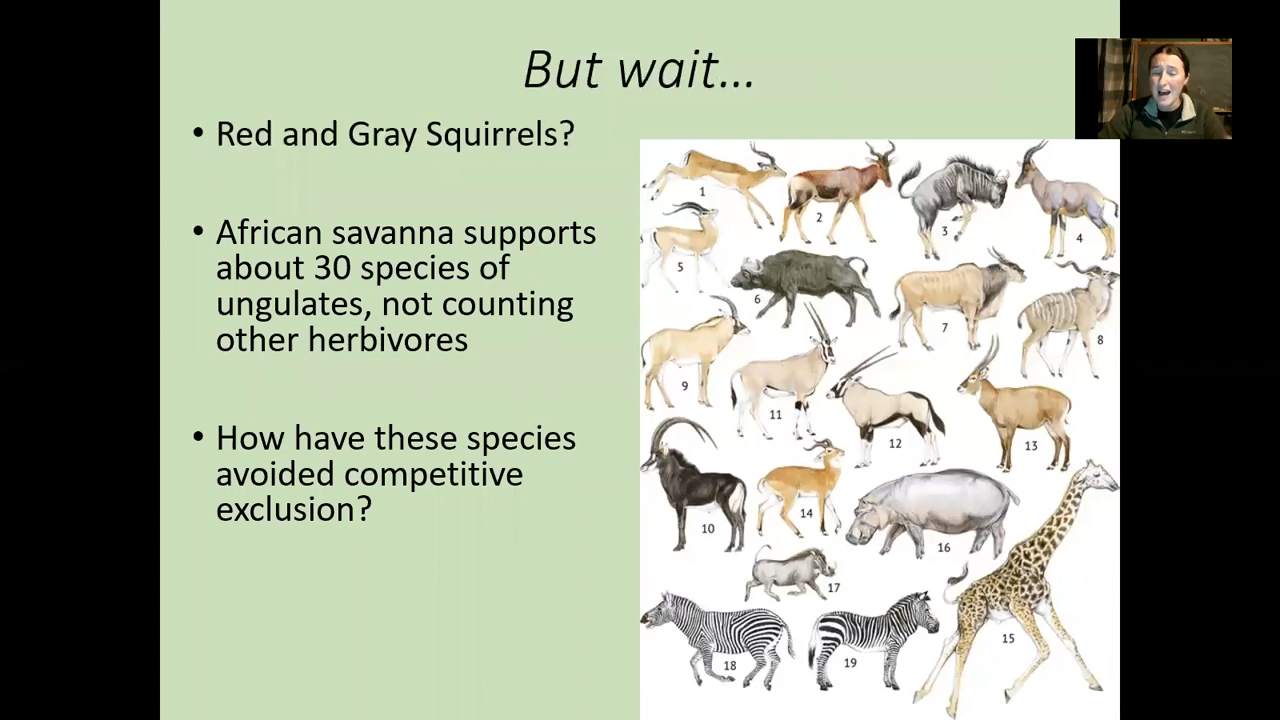 But wait...
• Red and Gray Squirrels?
• African savanna supports
about 30 species of
ungulates, not counting
other herbivores
• How have these species
avoided competitive
exclusion?
1
2
3
4
5
6
7
8
9
11
12
13
10
14
16
17
15
18
19